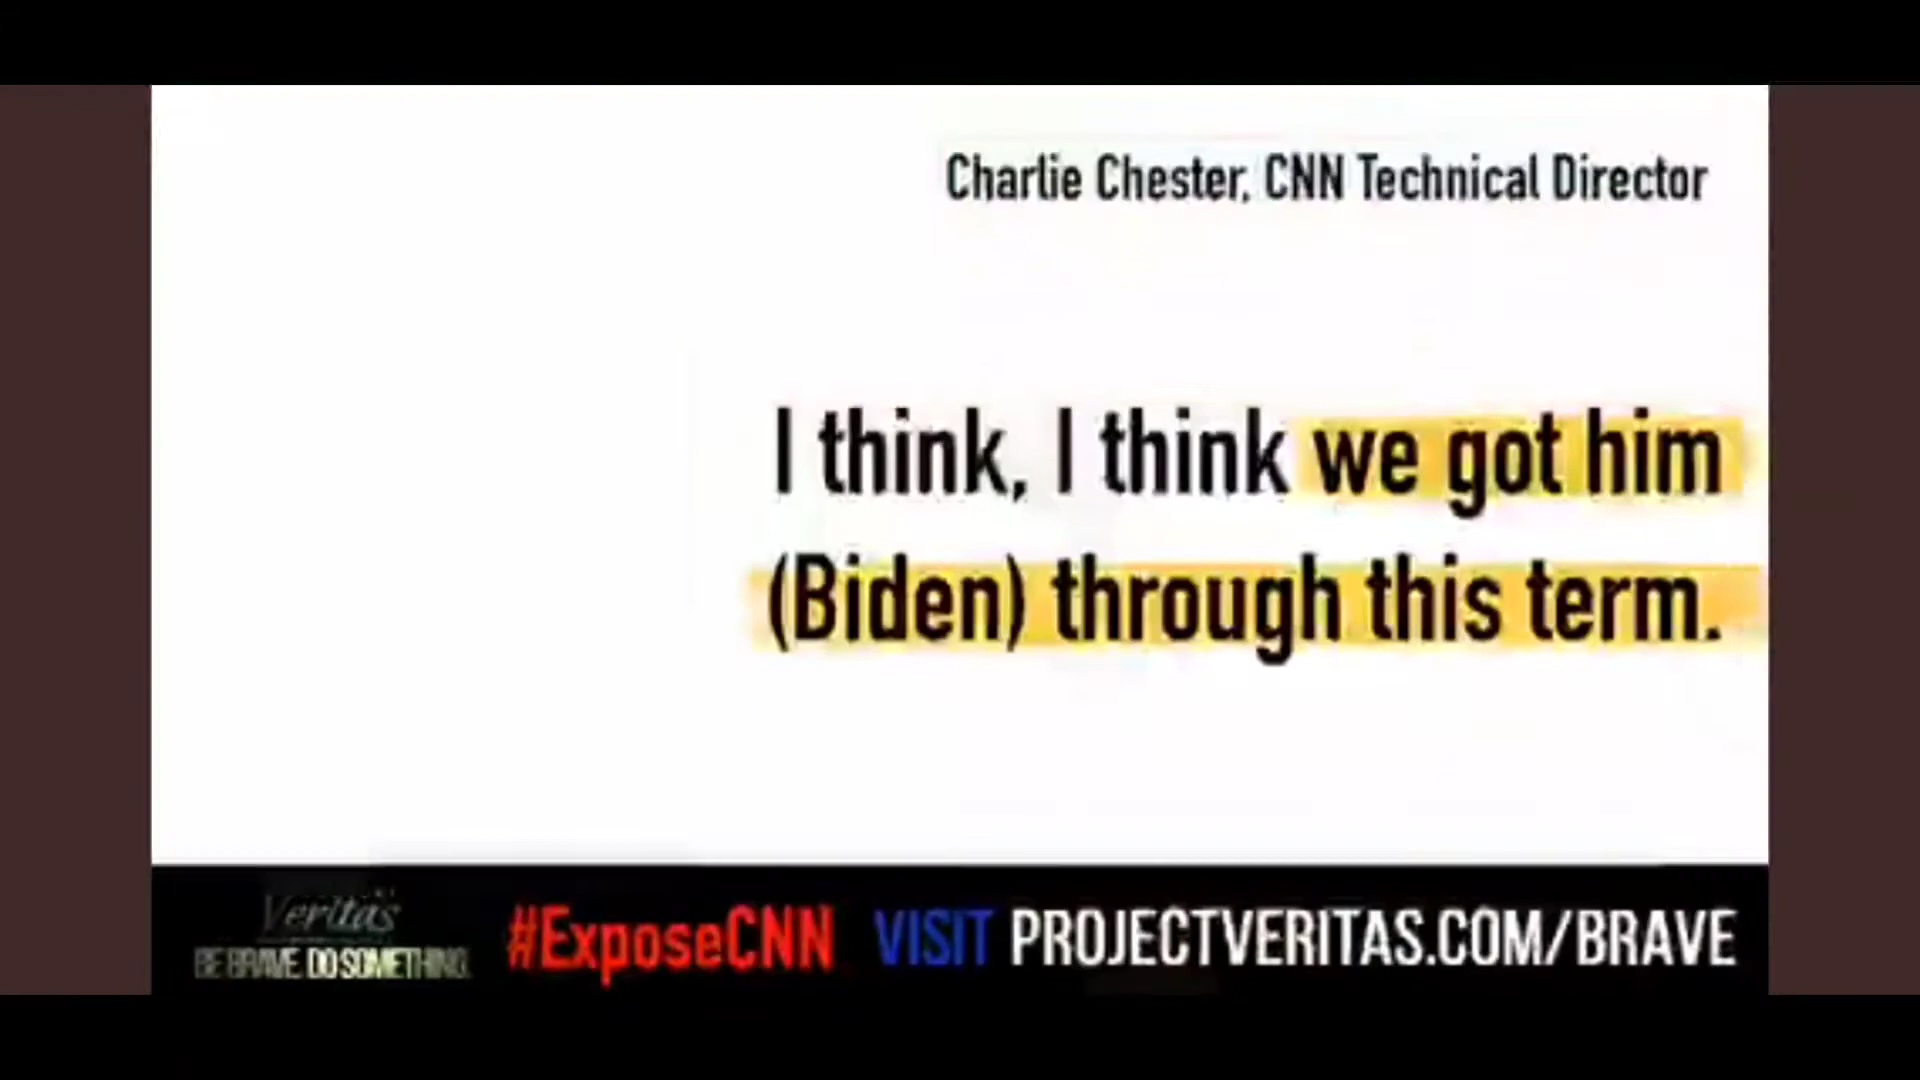 Charlie Chester, CNN Technical Director
I think, I think we got him
(Biden) through this term.
Veritas
BE BRAVE. DO SOMETHING.
#ExposeCNN VISIT PROJECTVERITAS.COM/BRAVE